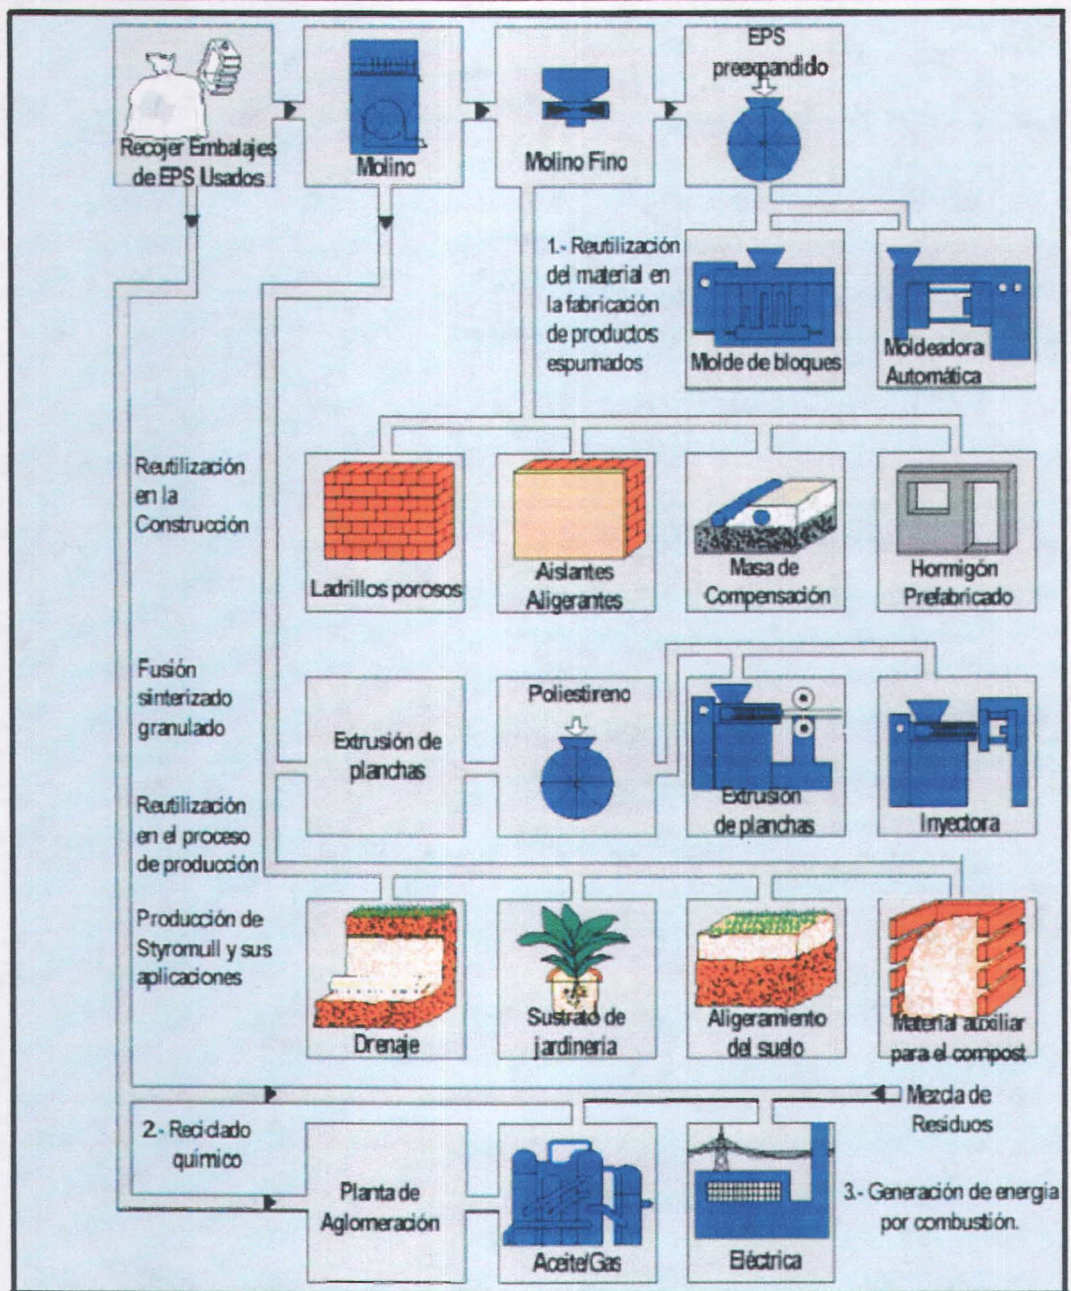 Recojer Embalajes
de EPS Usados
Molino
Molino Fino
EPS
preexpandido
1.- Reutilización
del material en
la fabricación
de productos
espumados
Molde de bloques
Moldeadora
Automática
Reutilización
en la
Construcción
Ladrillos porosos
Aislantes
Aligerantes
Masa de
Compensación
Hormigón
Prefabricado
Fusión
sinterizado
granulado
Extrusión de
planchas
Poliestireno
Extrusión
de planchas
Inyectora
Reutilización
en el proceso
de producción
Producción de
Styromull y sus
aplicaciones
Drenaje
Sustrato de
jardinería
Aligeramiento
del suelo
Material auxiliar
para el compost
Mezcla de
Residuos
2.- Reciclado
químico
Planta de
Aglomeración
Aceite/Gas
Eléctrica
3.- Generación de energia
por combustión.